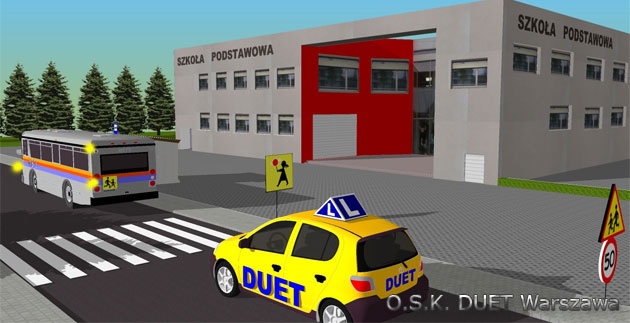 SZKOŁA PODSTAWOWA
SZKOŁA PODSTAWOWA
L
L
DUET
DUET
50
O.S.K. DUET Warszawa